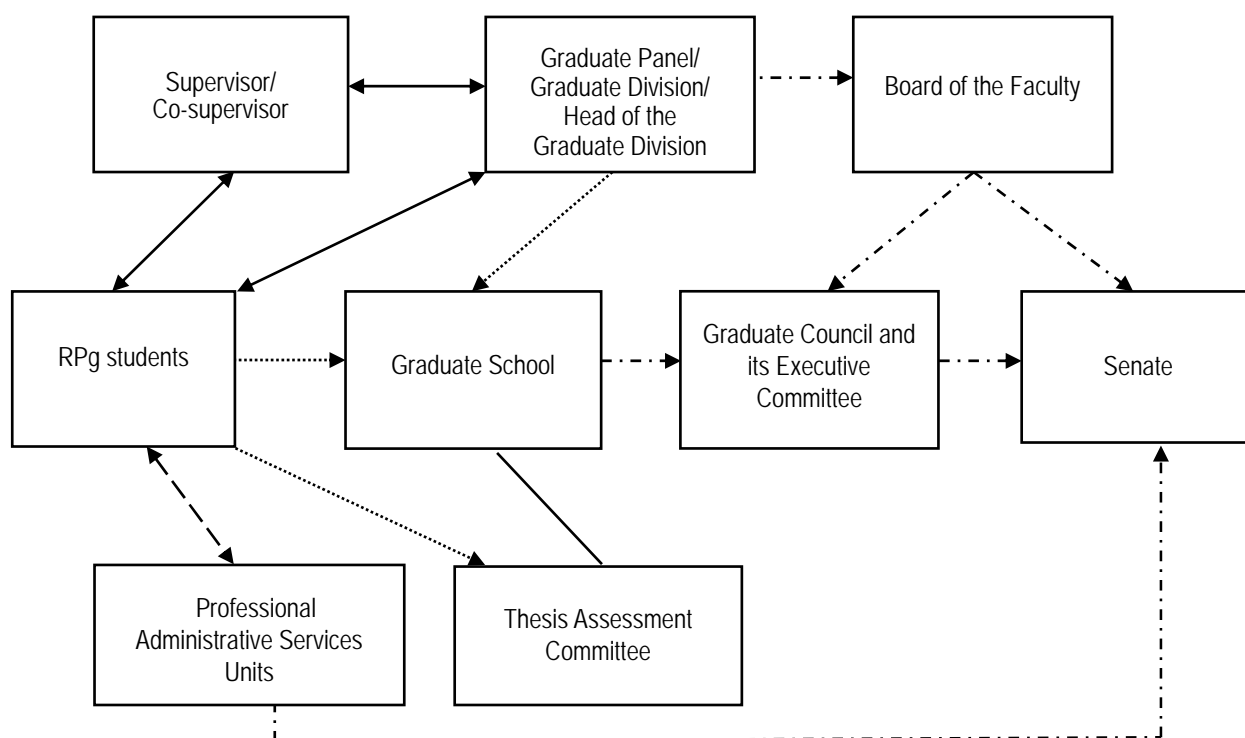 Supervisor/
Co-supervisor
Graduate Panel/
Graduate Division/
Head of the
Graduate Division
Board of the Faculty
RPg students
Graduate School
Graduate Council and
its Executive
Committee
Senate
Professional
Administrative Services
Units
Thesis Assessment
Committee